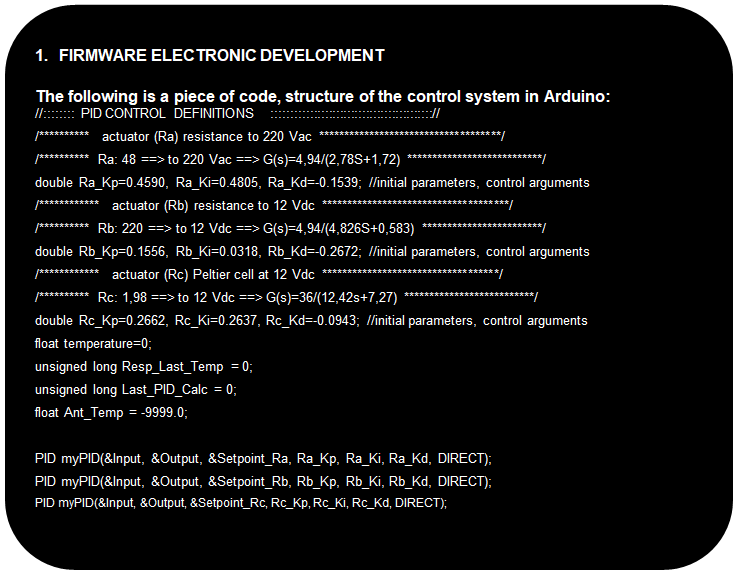 1. FIRMWARE ELECTRONIC DEVELOPMENT
The following is a piece of code, structure of the control system in Arduino:
//:::::::: PID CONTROL DEFINITIONS ::::::::::::::::::::::::::::::::::::::::::://
/********** actuator (Ra) resistance to 220 Vac ************************************/
/********** Ra: 48 ==> to 220 Vac ==> G(s)=4,94/(2,78S+1,72) ***************************/
double Ra_Kp=0.4590, Ra_Ki=0.4805, Ra_Kd=-0.1539; //initial parameters, control arguments
/************ actuator (Rb) resistance to 12 Vdc *************************************/
/********** Rb: 220 ==> to 12 Vdc ==> G(s)=4,94/(4,826S+0,583) ************************/
double Rb_Kp=0.1556, Rb_Ki=0.0318, Rb_Kd=-0.2672; //initial parameters, control arguments
/************ actuator (Rc) Peltier cell at 12 Vdc ***********************************/
/********** Rc: 1,98 ==> to 12 Vdc ==> G(s)=36/(12,42s+7,27) **************************/
double Rc_Kp=0.2662, Rc_Ki=0.2637, Rc_Kd=-0.0943; //initial parameters, control arguments
float temperature=0;
unsigned long Resp_Last_Temp = 0;
unsigned long Last_PID_Calc = 0;
float Ant_Temp = -9999.0;
PID myPID(&Input, &Output, &Setpoint_Ra, Ra_Kp, Ra_Ki, Ra_Kd, DIRECT);
PID myPID(&Input, &Output, &Setpoint_Rb, Rb_Kp, Rb_Ki, Rb_Kd, DIRECT);
PID myPID(&Input, &Output, &Setpoint_Rc, Rc_Kp, Rc_Ki, Rc_Kd, DIRECT);